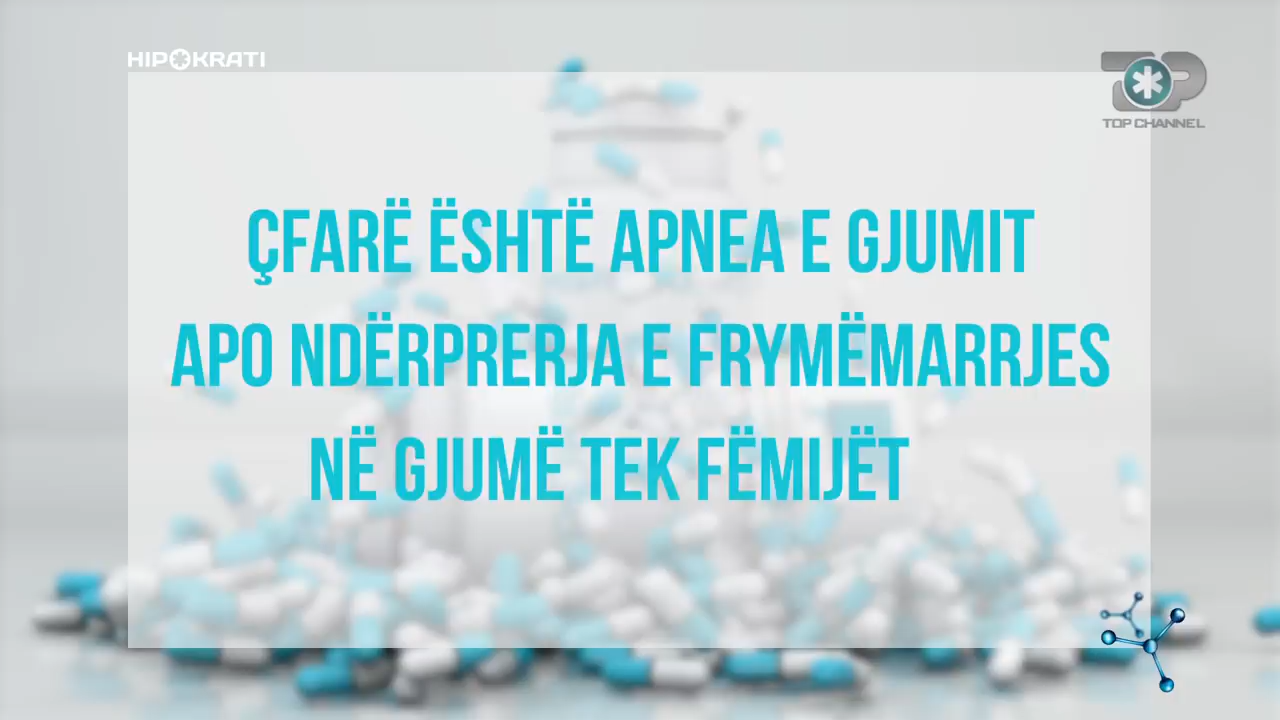 HIPOKRATI
TOP CHANNEL
ÇFARË ËSHTË APNEA E GJUMIT
APO NDËRPRERJA E FRYMËMARRJES
NË GJUMË TEK FËMIJËT